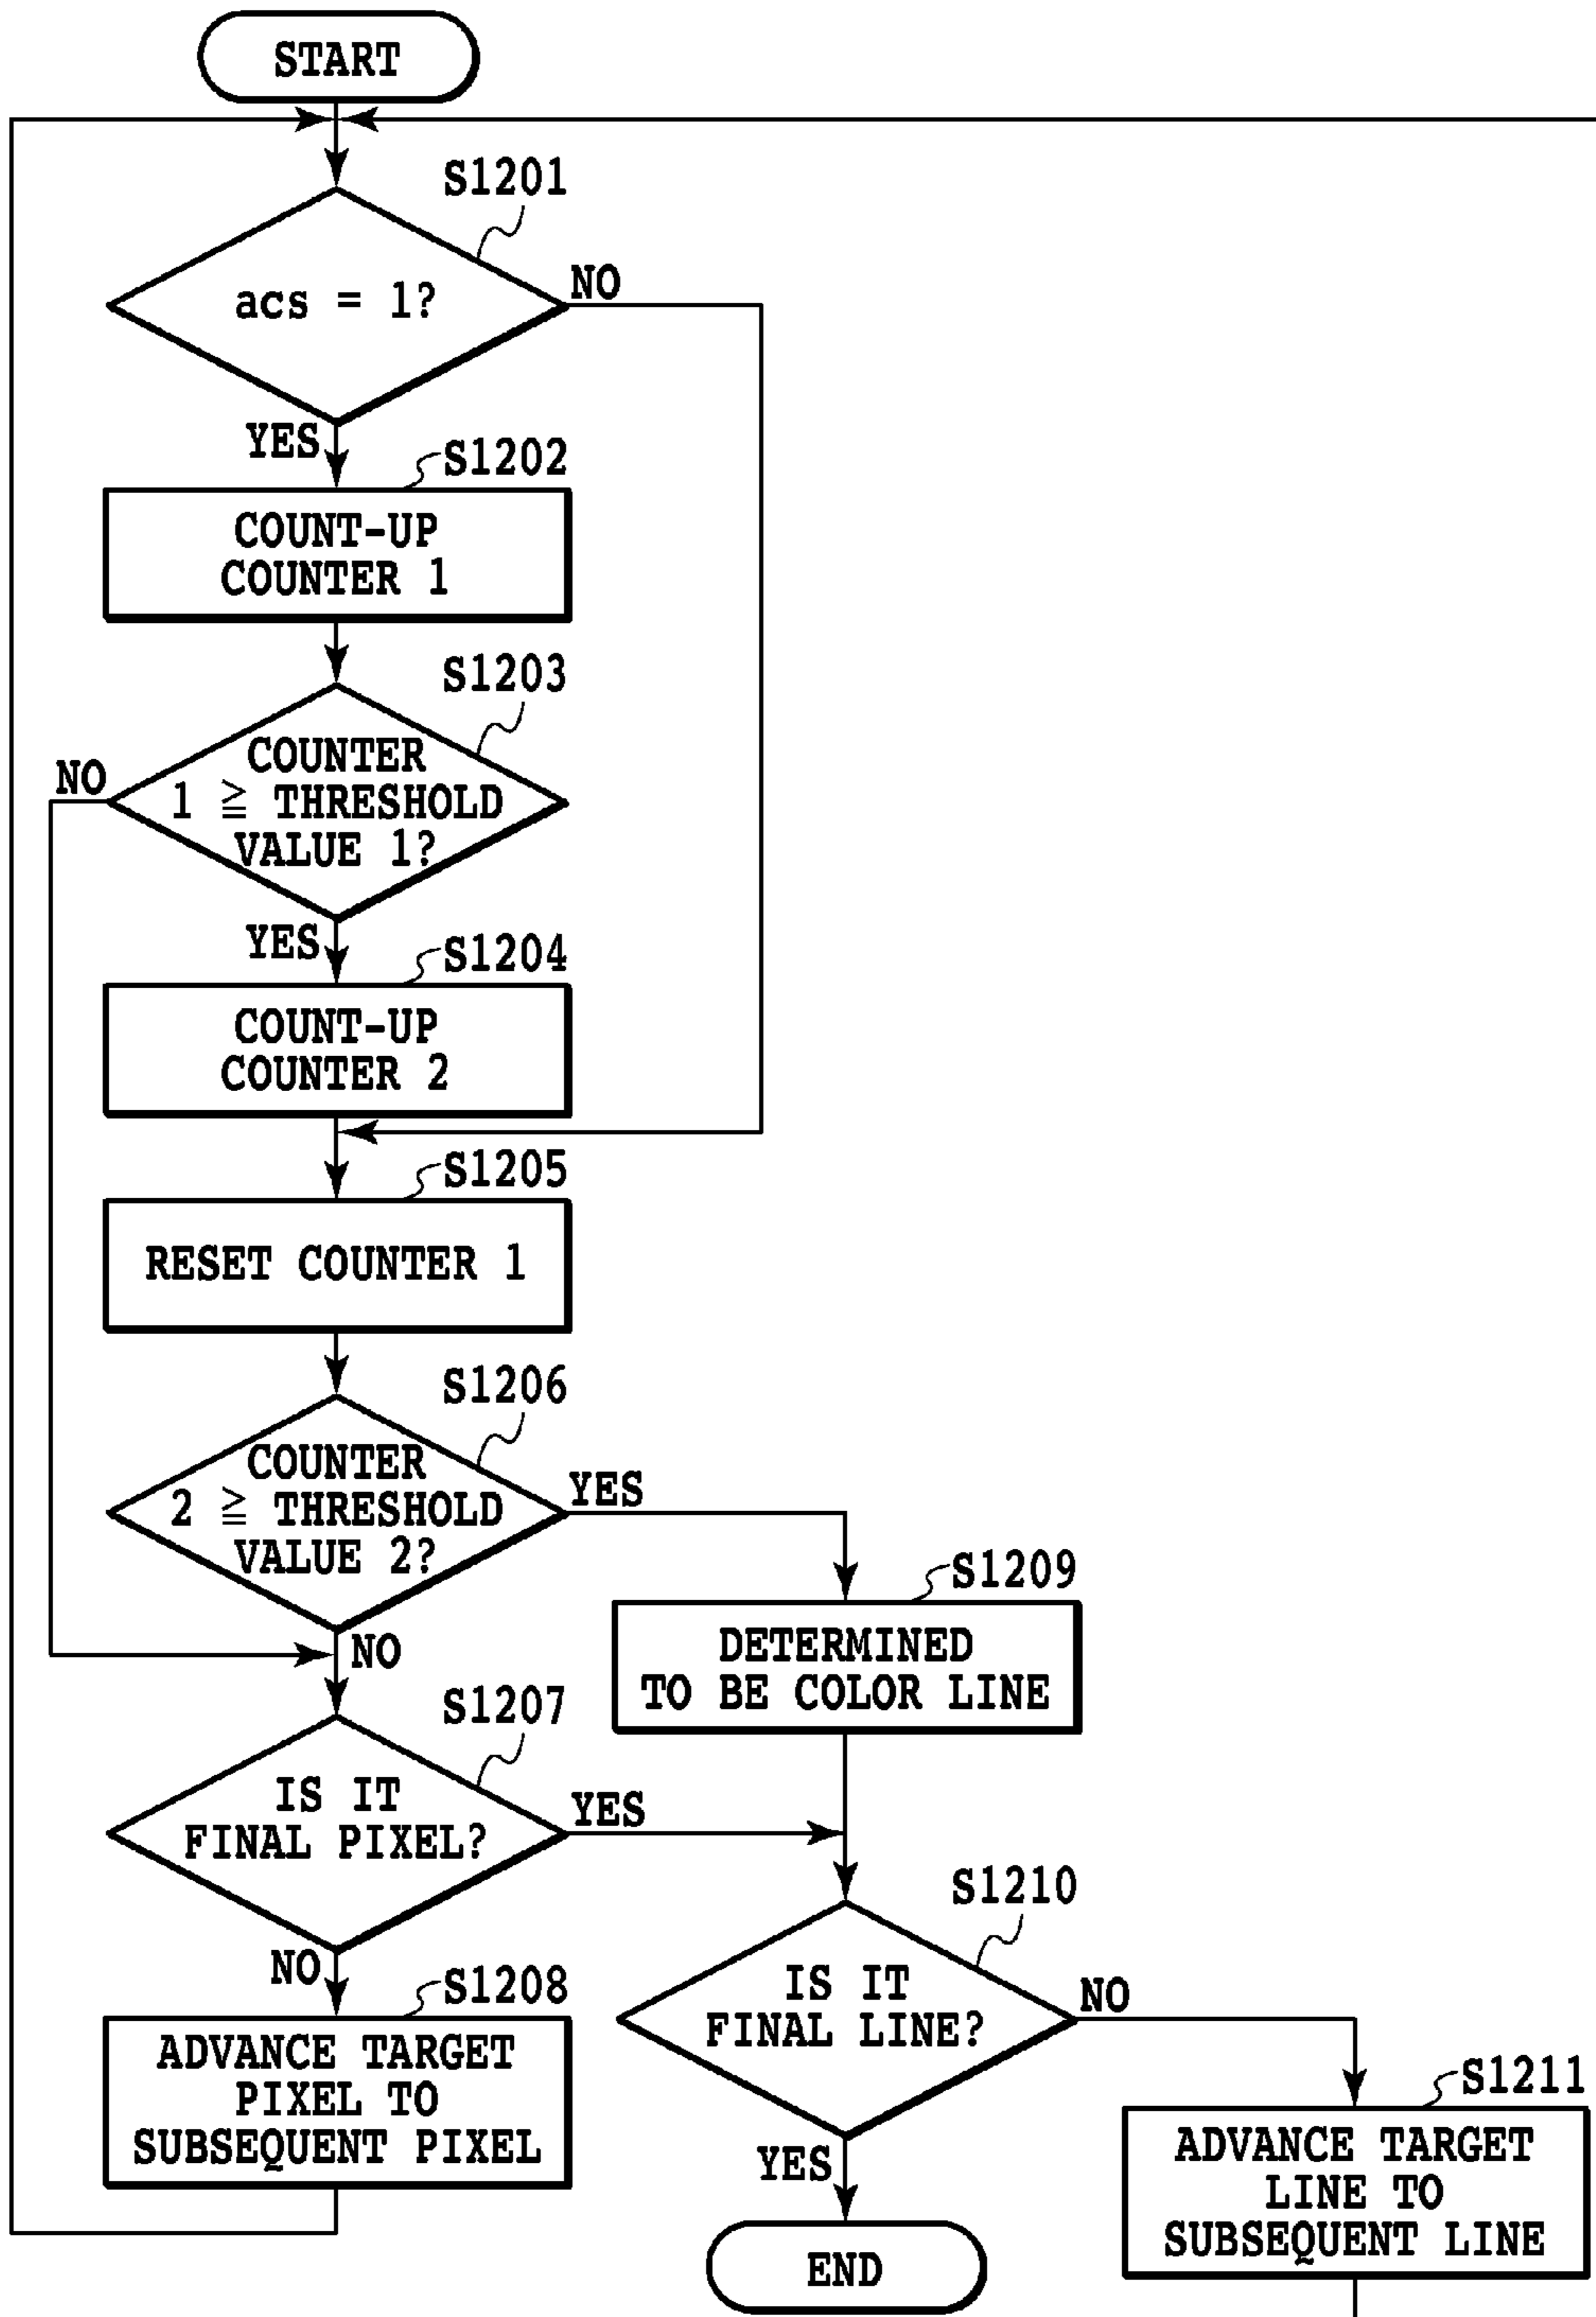 START
S1201
acs = 1?
NO
YES
S1202
COUNT-UP
COUNTER 1
S1203
COUNTER
1 ≧ THRESHOLD
VALUE 1?
NO
YES
S1204
COUNT-UP
COUNTER 2
S1205
RESET COUNTER 1
S1206
COUNTER
2 ≧ THRESHOLD
VALUE 2?
YES
NO
S1209
DETERMINED
TO BE COLOR LINE
S1207
IS IT
FINAL PIXEL?
YES
NO
S1210
IS IT
FINAL LINE?
NO
YES
S1208
ADVANCE TARGET
PIXEL TO
SUBSEQUENT PIXEL
S1211
ADVANCE TARGET
LINE TO
SUBSEQUENT LINE
END